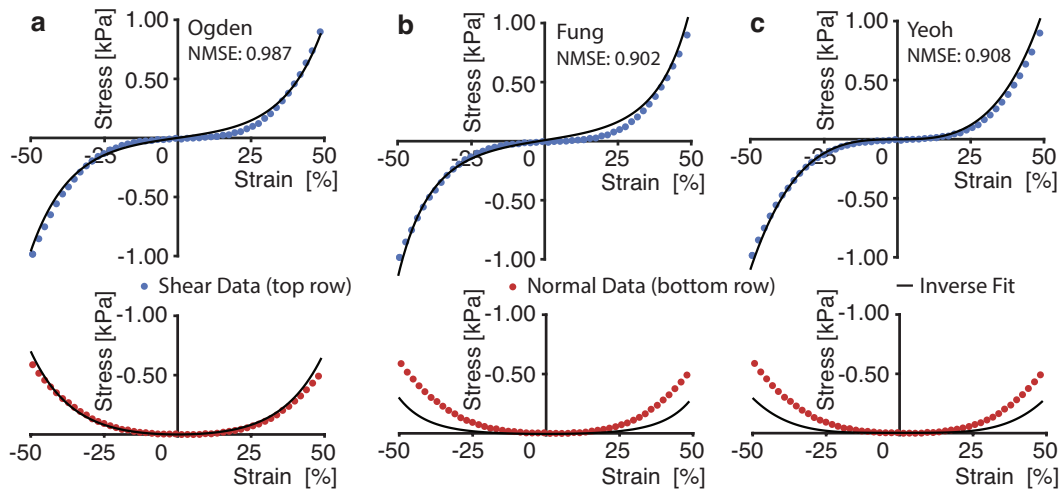 a
Ogden
NMSE: 0.987
Stress [kPa]
0.50
-50
-25
0
25
50
Strain [%]
-0.50
-1.00
b
Fung
NMSE: 0.902
Stress [kPa]
1.00
0.50
-50
-25
0
25
50
Strain [%]
-0.50
-1.00
c
Yeoh
NMSE: 0.908
Stress [kPa]
1.00
0.50
-50
-25
0
25
50
Strain [%]
-0.50
-1.00
Shear Data (top row)
Normal Data (bottom row)
Inverse Fit
Stress [kPa]
-1.00
-0.50
-50
-25
0
25
50
Strain [%]
Stress [kPa]
-1.00
-0.50
-50
-25
0
25
50
Strain [%]
Stress [kPa]
-1.00
-0.50
-50
-25
0
25
50
Strain [%]